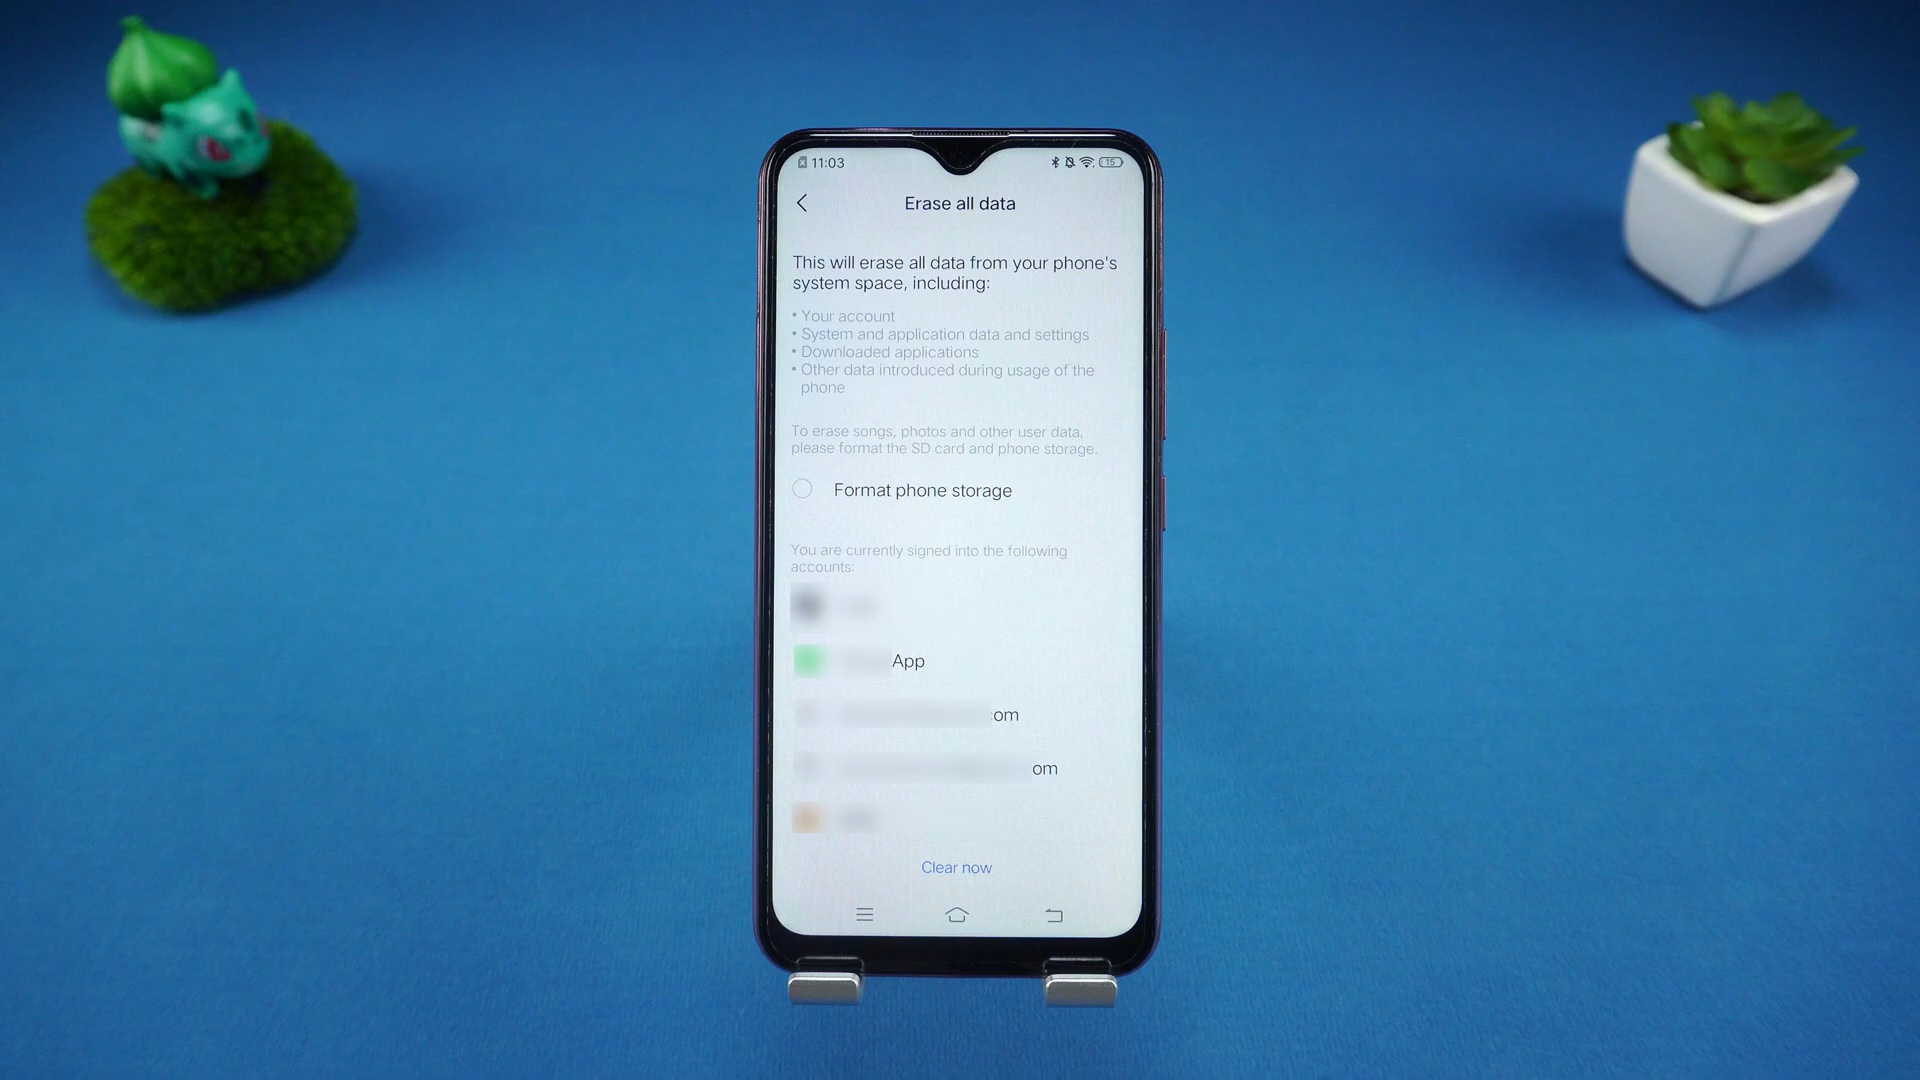 11:03
15
Erase all data
This will erase all data from your phone's
system space, including:
• Your account
• System and application data and settings
• Downloaded applications
• Other data introduced during usage of the
phone
To erase songs, photos and other user data,
please format the SD card and phone storage.
Format phone storage
You are currently signed into the following
accounts:
App
om
om
Clear now